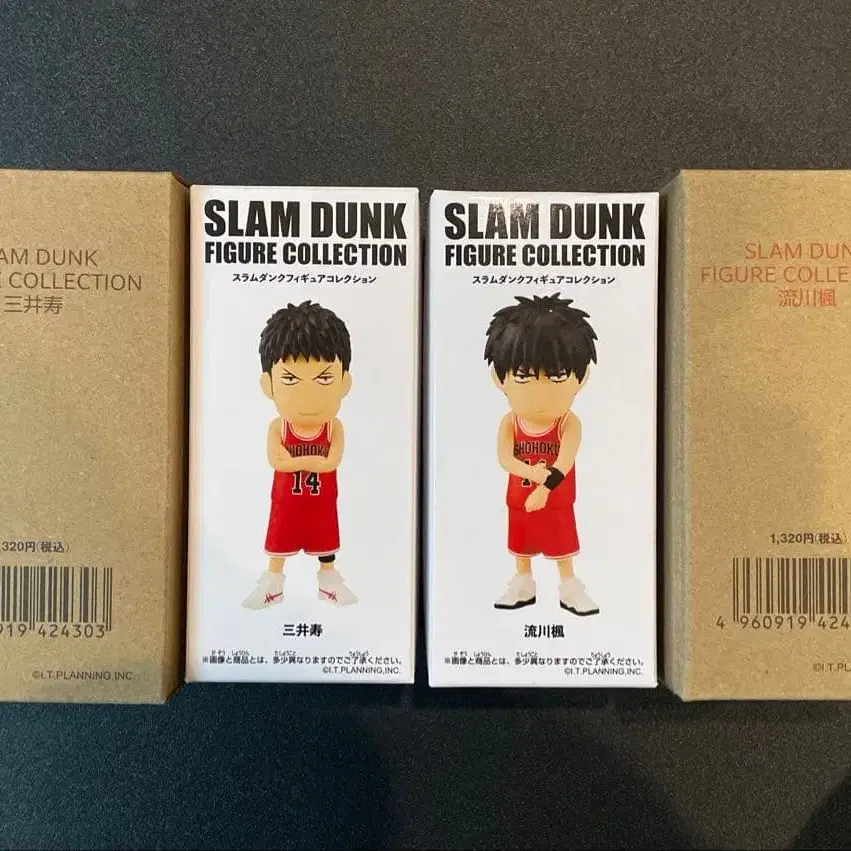 AM DUNK
E COLLECTION
三井寿
,320円(税込)
919 424303
SLAM DUNK
FIGURE COLLECTION
スラムダンクフィギュアコレクション
SHOHOKU
14
三井寿
※画像と商品とは、多少異なりますのでご了承ください。
©I.T.PLANNING,INC.
SLAM DUNK
FIGURE COLLECTION
スラムダンクフィギュアコレクション
SHOHOKU
流川楓
※画像と商品とは、多少異なりますのでご了承ください。
©I.T.PLANNING,INC.
SLAM DUN
FIGURE COLLE
流川楓
1,320円(税込)
4 960919 424
©I.T.PLANN